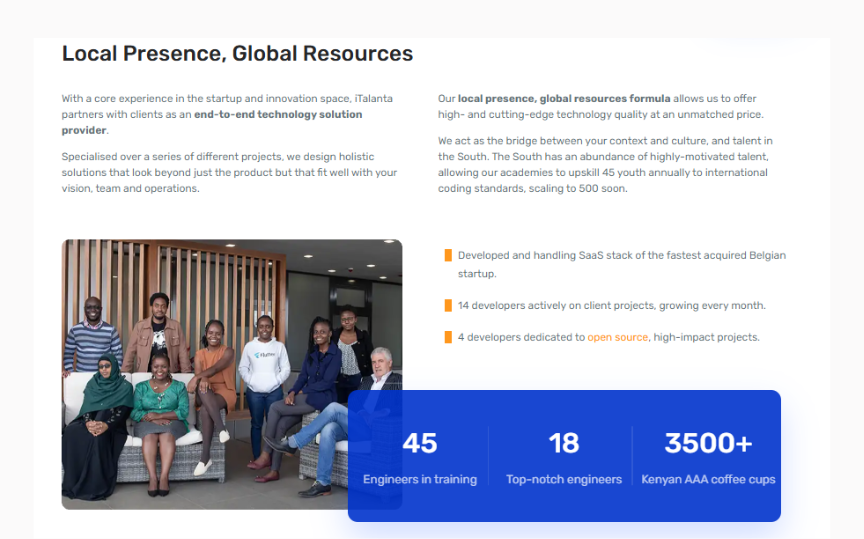 Local Presence, Global Resources
With a core experience in the startup and innovation space, iTalanta
partners with clients as an end-to-end technology solution
provider.
Specialised over a series of different projects, we design holistic
solutions that look beyond just the product but that fit well with your
vision, team and operations.
Our local presence, global resources formula allows us to offer
high- and cutting-edge technology quality at an unmatched price.
We act as the bridge between your context and culture, and talent in
the South. The South has an abundance of highly-motivated talent,
allowing our academies to upskill 45 youth annually to international
coding standards, scaling to 500 soon.
Flutter
Developed and handling SaaS stack of the fastest acquired Belgian
startup.
14 developers actively on client projects, growing every month.
4 developers dedicated to open source, high-impact projects.
45
Engineers in training
18
Top-notch engineers
3500+
Kenyan AAA coffee cups